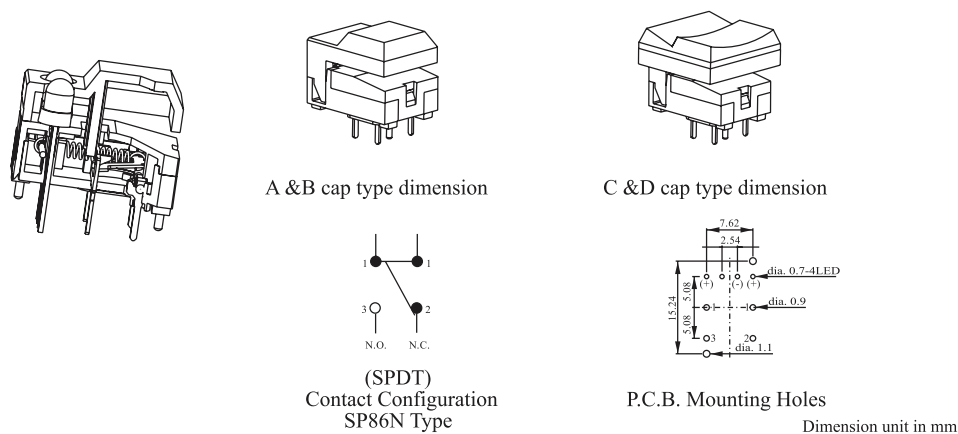 A &B cap type dimension
C &D cap type dimension
1 1
3 2
N.O. N.C.
(SPDT)
Contact Configuration
SP86N Type
7.62
2.54
dia. 0.7-4LED
(+) (-) (+)
15.24
5.08
5.08
1 1
dia. 0.9
3 2
dia. 1.1
P.C.B. Mounting Holes
Dimension unit in mm